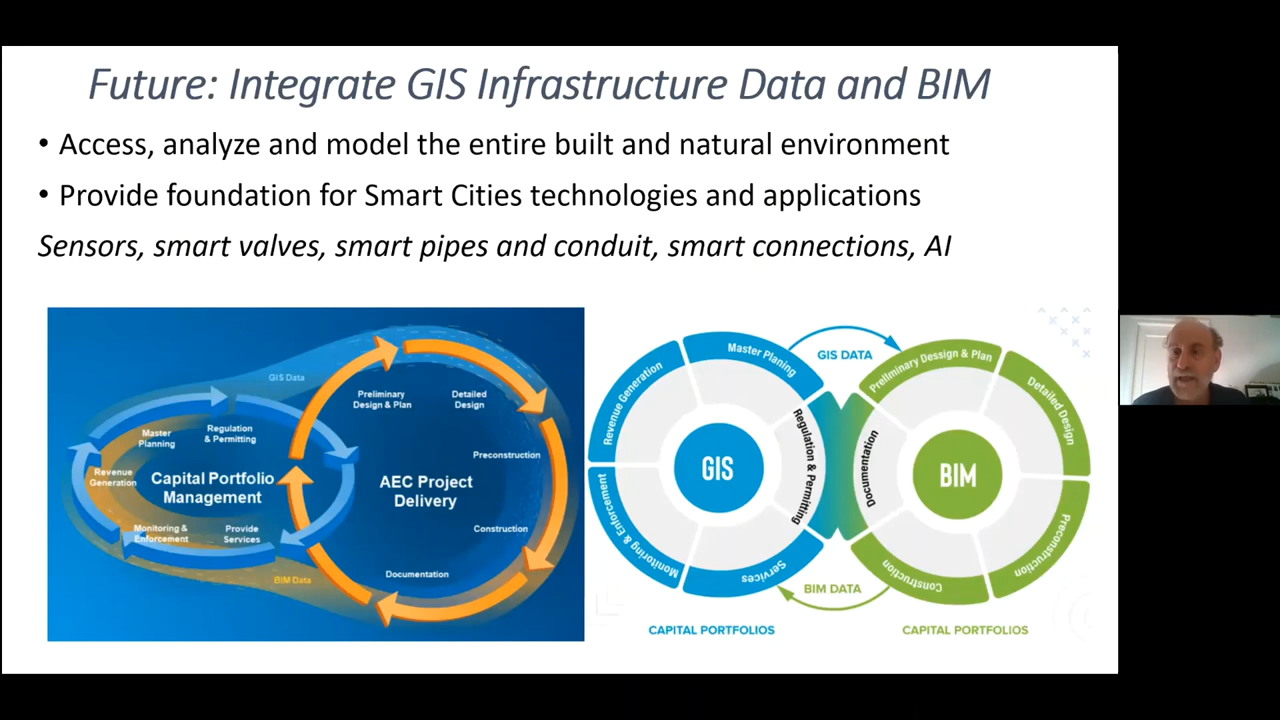 Future: Integrate GIS Infrastructure Data and BIM
• Access, analyze and model the entire built and natural environment
• Provide foundation for Smart Cities technologies and applications
Sensors, smart valves, smart pipes and conduit, smart connections, AI
GIS Data
Master
Planning
Regulation
& Permitting
Revenue
Generation
Capital Portfolio
Management
Monitoring &
Enforcement
Provide
Services
BIM Data
Preliminary
Design & Plan
Detailed
Design
Preconstruction
AEC Project
Delivery
Construction
Documentation
Revenue Generation
Master Planing
GIS DATA
Regulation & Permitting
GIS
Monitoring & Enforcement
Services
BIM DATA
CAPITAL PORTFOLIOS
Preliminary Dessign & Plan
Detailed Design
Documentation
BIM
Construction
Preconstruction
CAPITAL PORTFOLIOS